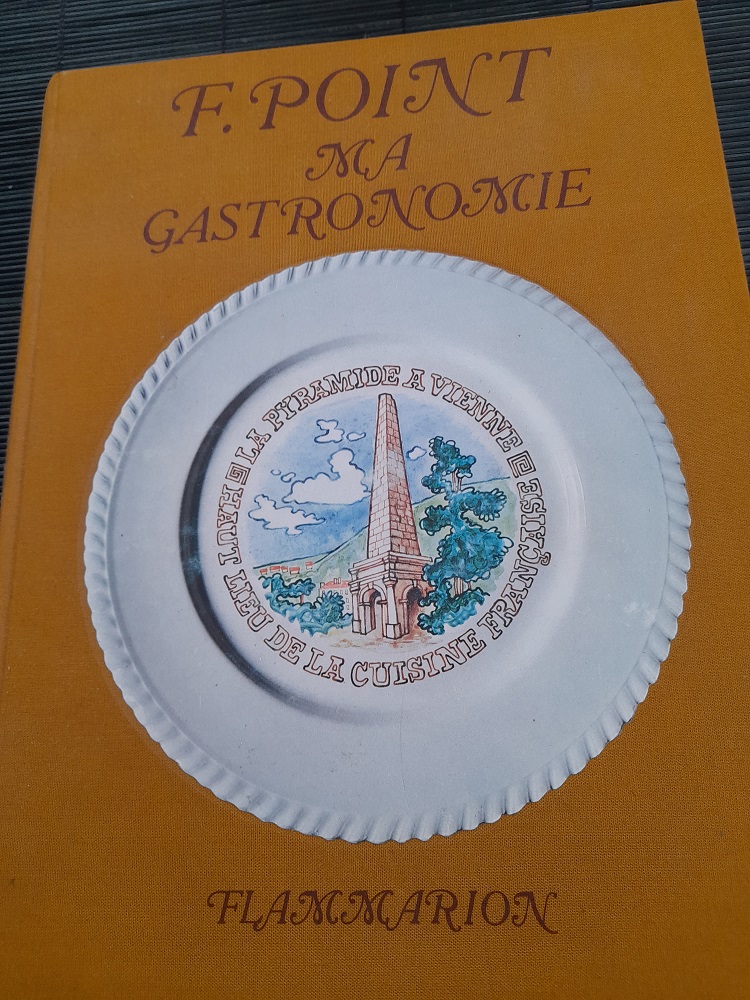 F. POINT
MA
GASTRONOMIE
LA PYRAMIDE A VIENNE
HAUT LIEU DE LA CUISINE FRANÇAISE
FLAMMARION